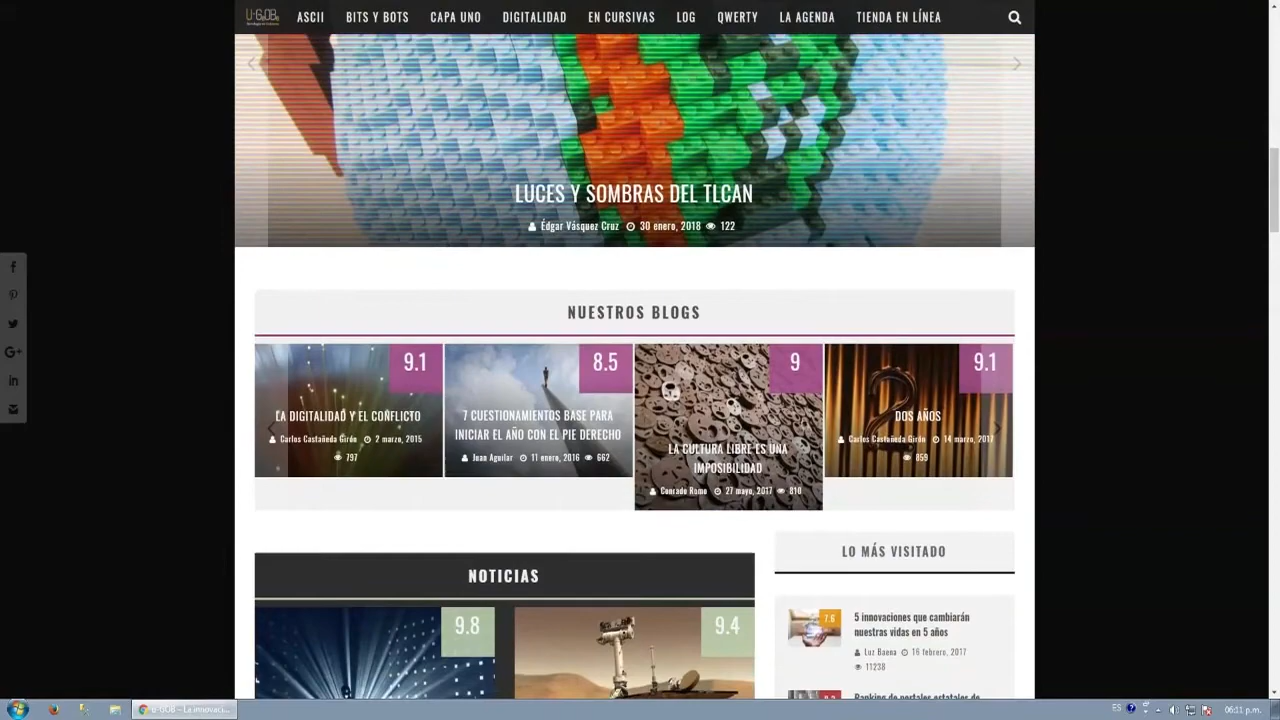 U-GOB
ASCII BITS Y BOTS CAPA UNO DIGITALIDAD EN CURSIVAS LOG QWERTY LA AGENDA TIENDA EN LÍNEA
LUCES Y SOMBRAS DEL TLCAN
Édgar Vásquez Cruz 30 enero, 2018 122
NUESTROS BLOGS
9.1
LA DIGITALIDAD Y EL CONFLICTO
Carlos Castañeda Girón 2 marzo, 2015
797
8.5
7 CUESTIONAMIENTOS BASE PARA
INICIAR EL AÑO CON EL PIE DERECHO
Juan Aguilar 11 enero, 2016 662
9
LA CULTURA LIBRE ES UNA
IMPOSIBILIDAD
Conrado Romo 27 mayo, 2017 810
9.1
DOS AÑOS
Carlos Castañeda Girón 14 marzo, 2017
859
NOTICIAS
9.8
9.4
LO MÁS VISITADO
7.6
5 innovaciones que cambiarán
nuestras vidas en 5 años
Luz Baena 16 febrero, 2017
11238
Ranking de portales estatales de
u-GOB – La innovaci...
ES
06:11 p.m.